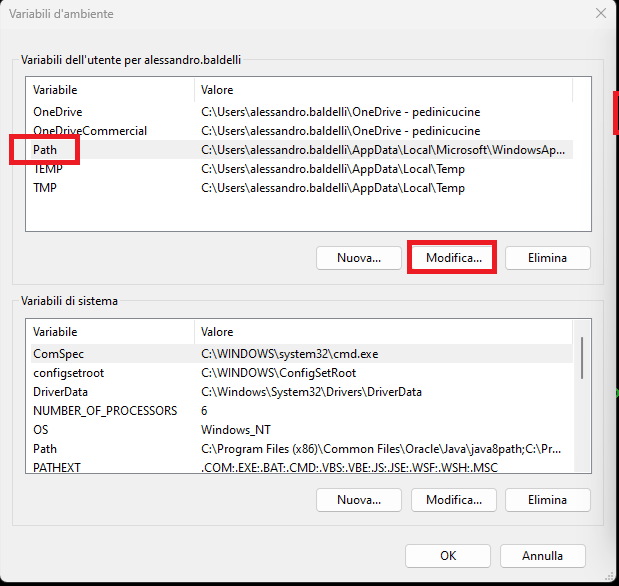 Variabili d'ambiente
Variabili dell'utente per alessandro.baldelli
Variabile Valore
OneDrive C:\Users\alessandro.baldelli\OneDrive - pedinicucine
OneDriveCommercial C:\Users\alessandro.baldelli\OneDrive - pedinicucine
Path C:\Users\alessandro.baldelli\AppData\Local\Microsoft\WindowsAp...
TEMP C:\Users\alessandro.baldelli\AppData\Local\Temp
TMP C:\Users\alessandro.baldelli\AppData\Local\Temp
Nuova... Modifica... Elimina
Variabili di sistema
Variabile Valore
ComSpec C:\WINDOWS\system32\cmd.exe
configsetroot C:\WINDOWS\ConfigSetRoot
DriverData C:\Windows\System32\Drivers\DriverData
NUMBER_OF_PROCESSORS 6
OS Windows_NT
Path C:\Program Files (x86)\Common Files\Oracle\Java\java8path;C:\Pr...
PATHEXT .COM;.EXE;.BAT;.CMD;.VBS;.VBE;.JS;.JSE;.WSF;.WSH;.MSC
Nuova... Modifica... Elimina
OK Annulla